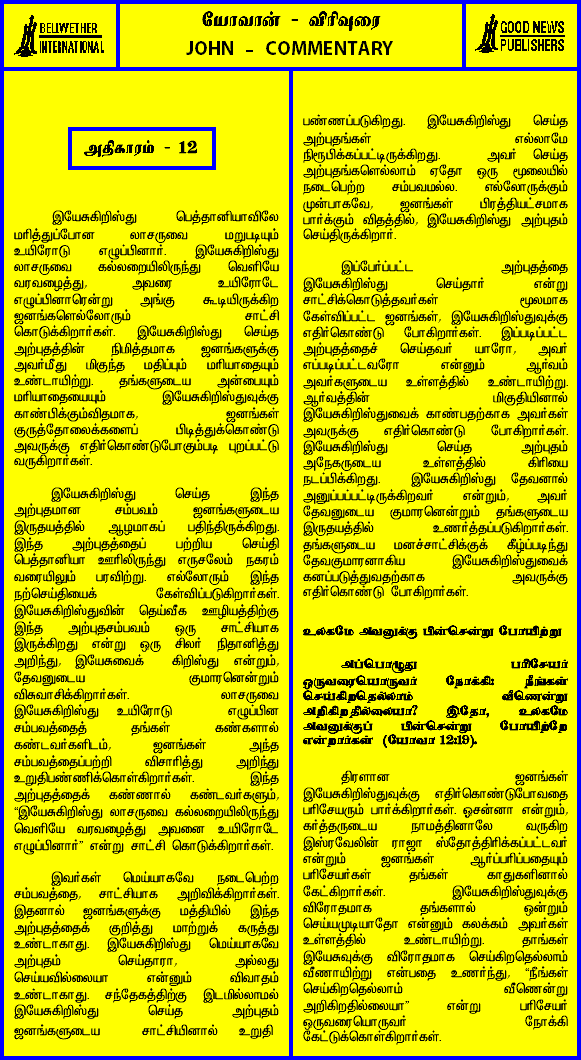 BELWETHER
INTERNATIONAL
யோவான் - விரிவுரை
JOHN - COMMENTARY
GOOD NEWS
PUBLISHERS
அதிகாரம் - 12
இயேசுகிறிஸ்து பெத்தானியாவிலே
மரித்துப்போன லாசருவை மறுபடியும்
உயிரோடு எழுப்பினார். இயேசுகிறிஸ்து
லாசருவை கல்லறையிலிருந்து வெளியே
வரவழைத்து, அவரை உயிரோடே
எழுப்பினாரென்று அங்கு கூடியிருக்கிற
ஜனங்களெல்லோரும் சாட்சி
கொடுக்கிறார்கள். இயேசுகிறிஸ்து செய்த
அற்புதத்தின் நிமித்தமாக ஜனங்களுக்கு
அவர்மீது மிகுந்த மதிப்பும் மரியாதையும்
உண்டாயிற்று. தங்களுடைய அன்பையும்
மரியாதையையும் இயேசுகிறிஸ்துவுக்கு
காண்பிக்கும்விதமாக, ஜனங்கள்
குருத்தோலைக்களைப் பிடித்துக்கொண்டு
அவருக்கு எதிர்கொண்டுபோகும்படி புறப்பட்டு
வருகிறார்கள்.
இயேசுகிறிஸ்து செய்த இந்த
அற்புதமான சம்பவம் ஜனங்களுடைய
இருதயத்தில் ஆழமாகப் பதிந்திருக்கிறது.
இந்த அற்புதத்தைப் பற்றிய செய்தி
பெத்தானியா ஊரிலிருந்து எருசலேம் நகரம்
வரையிலும் பரவிற்று. எல்லோரும் இந்த
நற்செய்தியைக் கேள்விப்படுகிறார்கள்.
இயேசுகிறிஸ்துவின் தெய்வீக ஊழியத்திற்கு
இந்த அற்புதசம்பவம் ஒரு சாட்சியாக
இருக்கிறது என்று ஒரு சிலர் நிதானித்து
அறிந்து, இயேசுவைக் கிறிஸ்து என்றும்,
தேவனுடைய குமாரனென்றும்
விசுவாசிக்கிறார்கள். லாசருவை
இயேசுகிறிஸ்து உயிரோடு எழுப்பின
சம்பவத்தைத் தங்கள் கண்களால்
கண்டவர்களிடம், ஜனங்கள் அந்த
சம்பவத்தைப்பற்றி விசாரித்து அறிந்து
உறுதிபண்ணிக்கொள்கிறார்கள். இந்த
அற்புதத்தைக் கண்ணால் கண்டவர்களும்,
“இயேசுகிறிஸ்து லாசருவை கல்லறையிலிருந்து
வெளியே வரவழைத்து அவனை உயிரோடே
எழுப்பினார்” என்று சாட்சி கொடுக்கிறார்கள்.
இவர்கள் மெய்யாகவே நடைபெற்ற
சம்பவத்தை, சாட்சியாக அறிவிக்கிறார்கள்.
இதனால் ஜனங்களுக்கு மத்தியில் இந்த
அற்புதத்தைக் குறித்து மாற்றுக் கருத்து
உண்டாகாது. இயேசுகிறிஸ்து மெய்யாகவே
அற்புதம் செய்தாரா, அல்லது
செய்யவில்லையா என்னும் விவாதம்
உண்டாகாது. சந்தேகத்திற்கு இடமில்லாமல்
இயேசுகிறிஸ்து செய்த அற்புதம்
ஜனங்களுடைய சாட்சியினால் உறுதி
பண்ணப்படுகிறது. இயேசுகிறிஸ்து செய்த
அற்புதங்கள் எல்லாமே
நிரூபிக்கப்பட்டிருக்கிறது. அவர் செய்த
அற்புதங்களெல்லாம் ஏதோ ஒரு மூலையில்
நடைபெற்ற சம்பவமல்ல. எல்லோருக்கும்
முன்பாகவே, ஜனங்கள் பிரத்தியட்சமாக
பார்க்கும் விதத்தில், இயேசுகிறிஸ்து அற்புதம்
செய்திருக்கிறார்.
இப்பேர்ப்பட்ட அற்புதத்தை
இயேசுகிறிஸ்து செய்தார் என்று
சாட்சிக்கொடுத்தவர்கள் மூலமாக
கேள்விப்பட்ட ஜனங்கள், இயேசுகிறிஸ்துவுக்கு
எதிர்கொண்டு போகிறார்கள். இப்படிப்பட்ட
அற்புதத்தைச் செய்தவர் யாரோ, அவர்
எப்படிப்பட்டவரோ என்னும் ஆர்வம்
அவர்களுடைய உள்ளத்தில் உண்டாயிற்று.
ஆர்வத்தின் மிகுதியினால்
இயேசுகிறிஸ்துவைக் காண்பதற்காக அவர்கள்
அவருக்கு எதிர்கொண்டு போகிறார்கள்.
இயேசுகிறிஸ்து செய்த அற்புதம்
அநேகருடைய உள்ளத்தில் கிரியை
நடப்பிக்கிறது. இயேசுகிறிஸ்து தேவனால்
அனுப்பப்பட்டிருக்கிறவர் என்றும், அவர்
தேவனுடைய குமாரனென்றும் தங்களுடைய
இருதயத்தில் உணர்த்தப்படுகிறார்கள்.
தங்களுடைய மனச்சாட்சிக்குக் கீழ்ப்படிந்து
தேவகுமாரனாகிய இயேசுகிறிஸ்துவைக்
கனப்படுத்துவதற்காக அவருக்கு
எதிர்கொண்டு போகிறார்கள்.
உலகமே அவனுக்கு பின்சென்று போயிற்று
அப்பொழுது பரிசேயர்
ஒருவரையொருவர் நோக்கி: நீங்கள்
செய்கிறதெல்லாம் வீணென்று
அறிகிறதில்லையா? இதோ, உலகமே
அவனுக்குப் பின்சென்று போயிற்றே
என்றார்கள் (யோவா 12:19).
திரளான ஜனங்கள்
இயேசுகிறிஸ்துவுக்கு எதிர்கொண்டுபோவதை
பரிசேயரும் பார்க்கிறார்கள். ஓசன்னா என்றும்,
கர்த்தருடைய நாமத்தினாலே வருகிற
இஸ்ரவேலின் ராஜா ஸ்தோத்திரிக்கப்பட்டவர்
என்றும் ஜனங்கள் ஆர்ப்பரிப்பதையும்
பரிசேயர்கள் தங்கள் காதுகளினால்
கேட்கிறார்கள். இயேசுகிறிஸ்துவுக்கு
விரோதமாக தங்களால் ஒன்றும்
செய்யமுடியாதோ என்னும் கலக்கம் அவர்கள்
உள்ளத்தில் உண்டாயிற்று. தாங்கள்
இயேசுவுக்கு விரோதமாக செய்கிறதெல்லாம்
வீணாயிற்று என்பதை உணர்ந்து, “நீங்கள்
செய்கிறதெல்லாம் வீணென்று
அறிகிறதில்லையா” என்று பரிசேயர்
ஒருவரையொருவர் நோக்கி
கேட்டுக்கொள்கிறார்கள்.